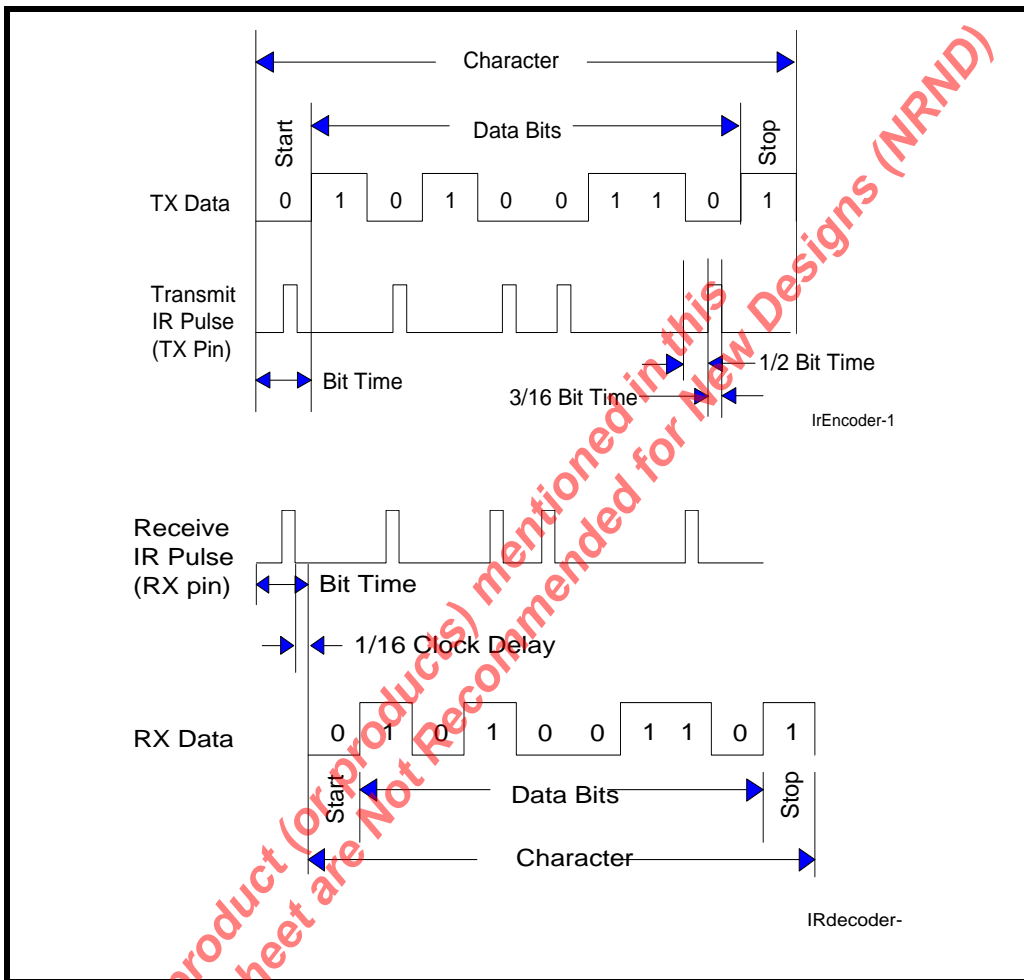 Character
Start
Data Bits
Stop
TX Data
0 1 0 1 0 0 1 1 0 1
Transmit
IR Pulse
(TX Pin)
Bit Time
1/2 Bit Time
3/16 Bit Time
IrEncoder-1
Receive
IR Pulse
(RX pin)
Bit Time
1/16 Clock Delay
RX Data
0 1 0 1 0 0 1 1 0 1
Start
Data Bits
Stop
Character
IRdecoder-
product (or products) mentioned in this
sheet are Not Recommended for New Designs (NRND)